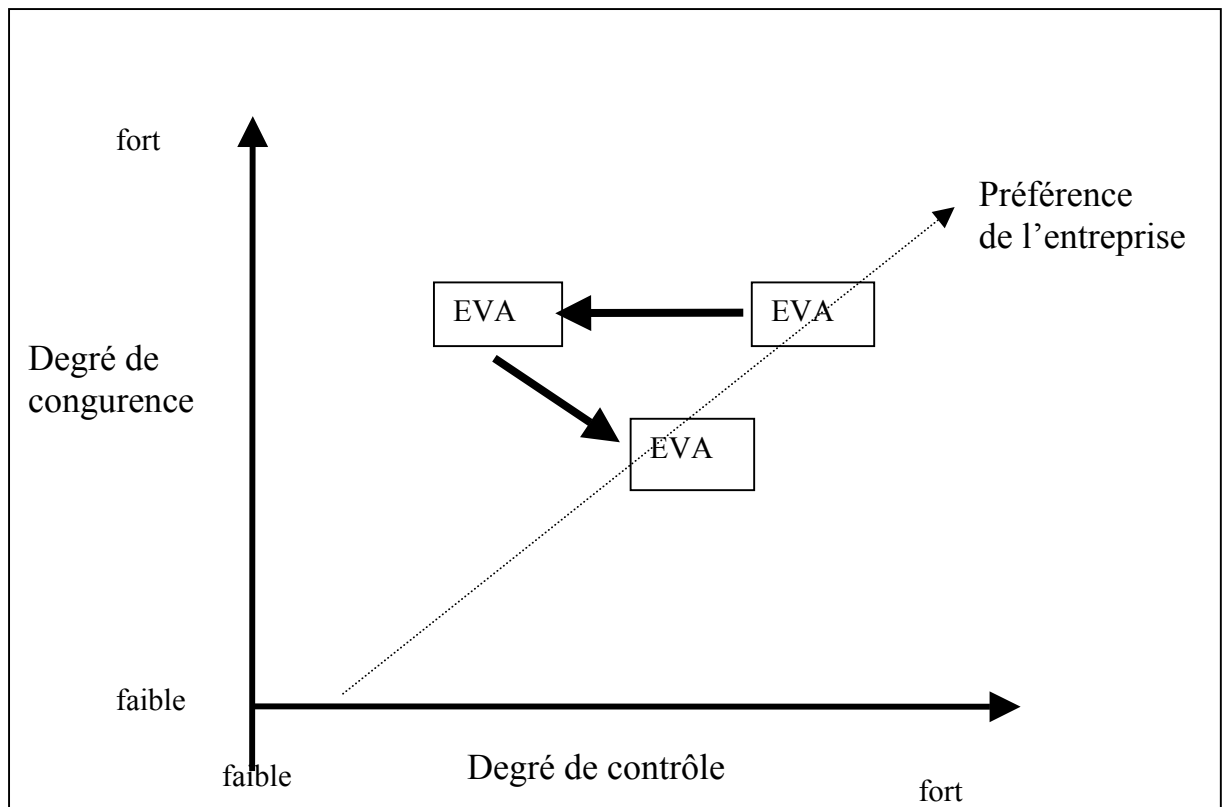 fort
Préférence
de l’entreprise
EVA
EVA
Degré de
congurence
EVA
faible
faible
Degré de contrôle
fort